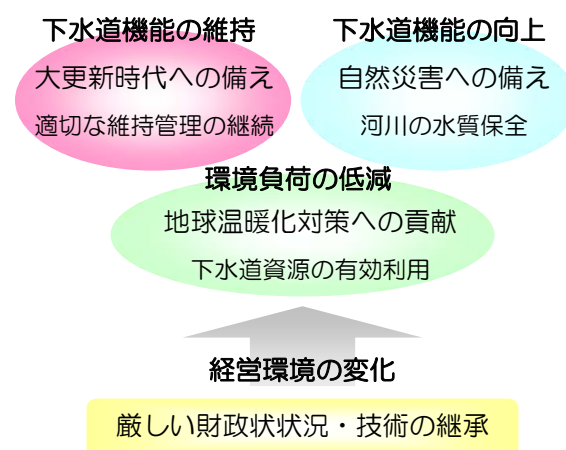 下水道機能の維持
大更新時代への備え
適切な維持管理の継続
下水道機能の向上
自然災害への備え
河川の水質保全
環境負荷の低減
地球温暖化対策への貢献
下水道資源の有効利用
経営環境の変化
厳しい財政状状況・技術の継承